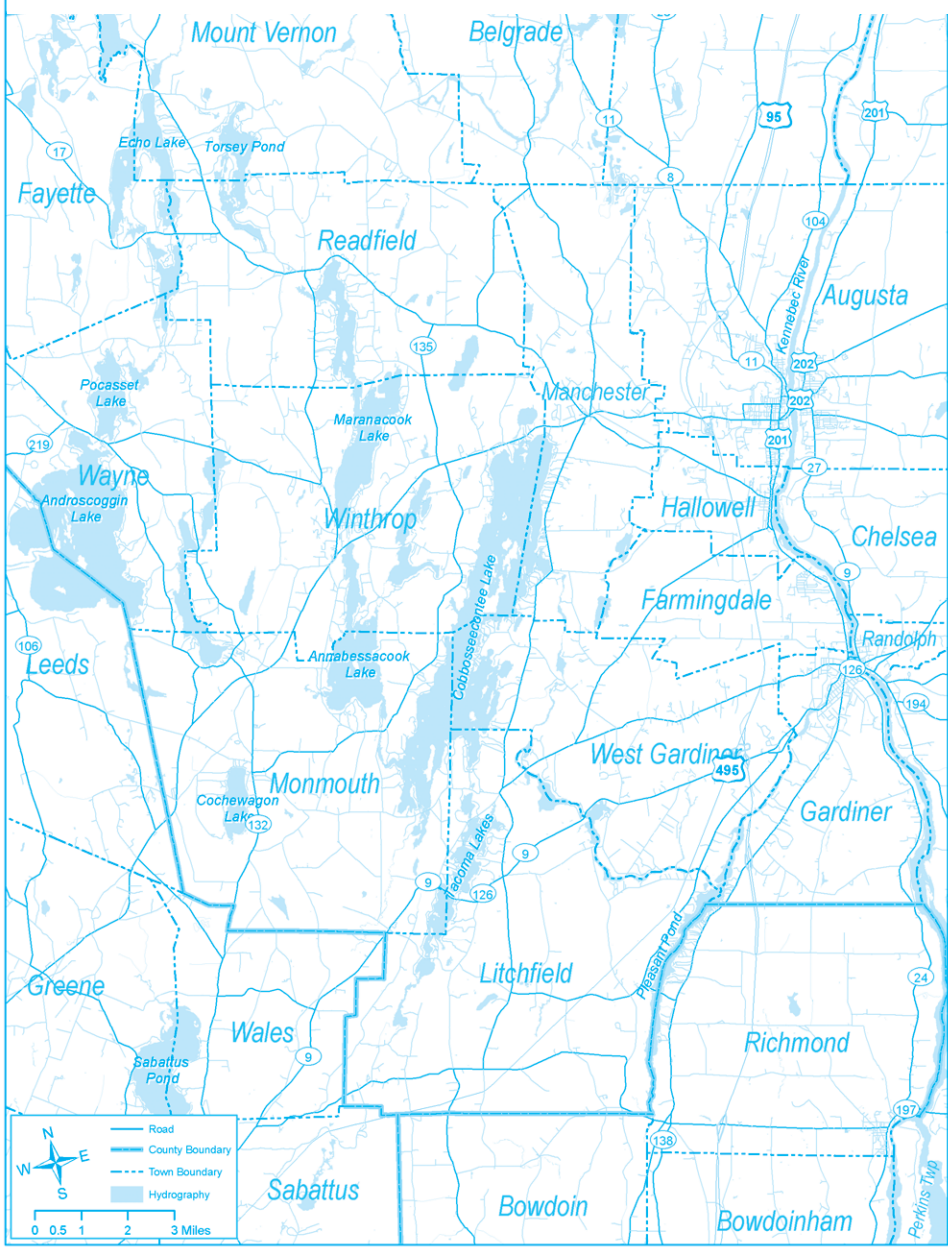 Mount Vernon
Belgrade
95
201
11
Echo Lake
Torsey Pond
17
8
Fayette
104
Readfield
Kennebec River
Augusta
135
11
202
Pocasset
Lake
Manchester
202
Maranacook
Lake
219
201
27
Wayne
Androscoggin
Lake
Hallowell
Winthrop
Chelsea
Cobbosseecontee Lake
9
Farmingdale
106
Randolph
Leeds
Annabessacook
Lake
126
194
West Gardiner
495
Monmouth
Cochewagon
Lake
132
Gardiner
Tacoma Lakes
9
9
126
Pleasant Pond
Litchfield
24
Greene
Wales
Richmond
9
Sabattus
Pond
197
138
Sabattus
Bowdoin
Bowdoinham
Perkins Twp
N
W
E
S
Road
County Boundary
Town Boundary
Hydrography
0 0.5 1 2 3 Miles